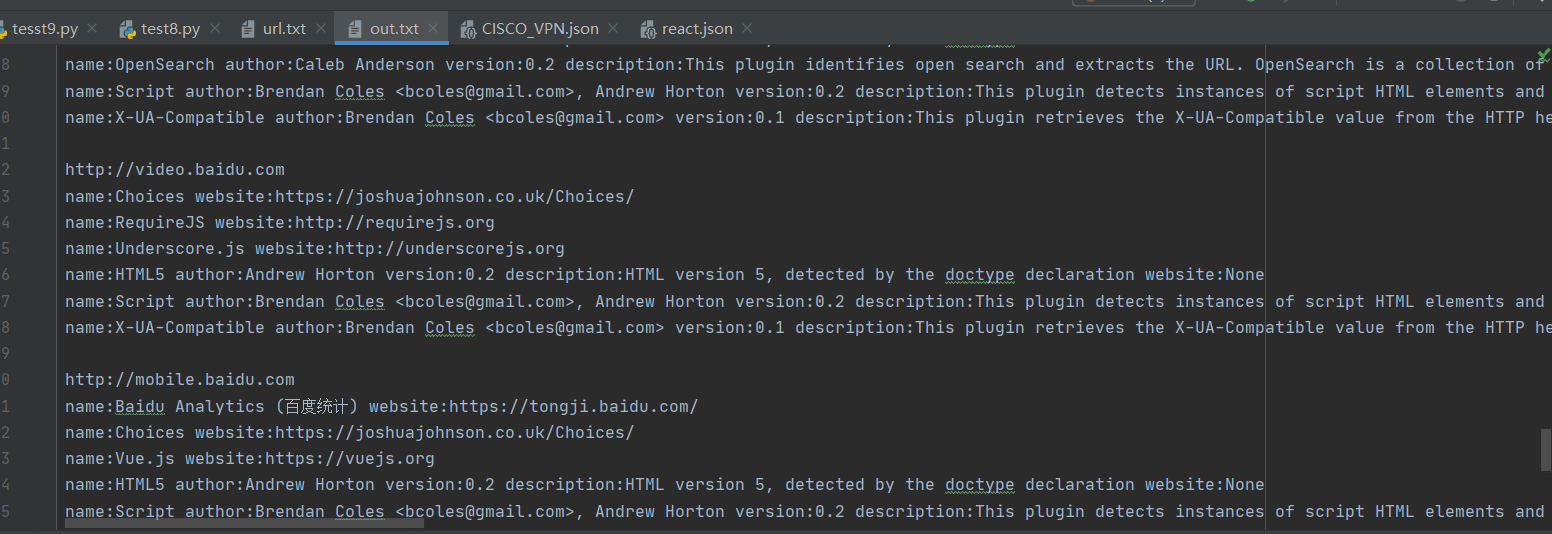 tesst9.py test8.py url.txt out.txt CISCO_VPN.json react.json
8 name:OpenSearch author:Caleb Anderson version:0.2 description:This plugin identifies open search and extracts the URL. OpenSearch is a collection of
9 name:Script author:Brendan Coles <bcoles@gmail.com>, Andrew Horton version:0.2 description:This plugin detects instances of script HTML elements and
0 name:X-UA-Compatible author:Brendan Coles <bcoles@gmail.com> version:0.1 description:This plugin retrieves the X-UA-Compatible value from the HTTP he
1
2 http://video.baidu.com
3 name:Choices website:https://joshuajohnson.co.uk/Choices/
4 name:RequireJS website:http://requirejs.org
5 name:Underscore.js website:http://underscorejs.org
6 name:HTML5 author:Andrew Horton version:0.2 description:HTML version 5, detected by the doctype declaration website:None
7 name:Script author:Brendan Coles <bcoles@gmail.com>, Andrew Horton version:0.2 description:This plugin detects instances of script HTML elements and
8 name:X-UA-Compatible author:Brendan Coles <bcoles@gmail.com> version:0.1 description:This plugin retrieves the X-UA-Compatible value from the HTTP he
9
0 http://mobile.baidu.com
1 name:Baidu Analytics (百度统计) website:https://tongji.baidu.com/
2 name:Choices website:https://joshuajohnson.co.uk/Choices/
3 name:Vue.js website:https://vuejs.org
4 name:HTML5 author:Andrew Horton version:0.2 description:HTML version 5, detected by the doctype declaration website:None
5 name:Script author:Brendan Coles <bcoles@gmail.com>, Andrew Horton version:0.2 description:This plugin detects instances of script HTML elements and